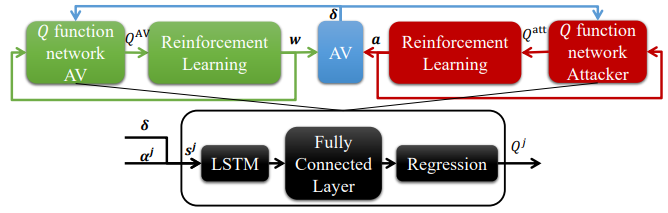 δ
Q function
network
AV
Q^AV
Reinforcement
Learning
w
AV
a
Reinforcement
Learning
Q^att
Q function
network
Attacker
δ
α^j
s^j
LSTM
Fully
Connected
Layer
Regression
Q^j